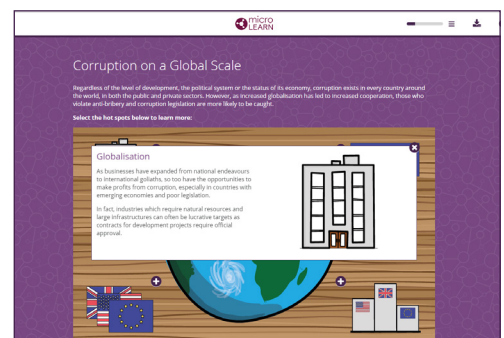 micro
LEARN
Corruption on a Global Scale
Regardless of the level of development, the political system or the status of its economy, corruption exists in every country around
the world, in both the public and private sectors. However, as increased globalisation has led to increased cooperation, those who
violate anti-bribery and corruption legislation are more likely to be caught.
Select the hot spots below to learn more:
Globalisation
As businesses have expanded from national endeavours
to international goliaths, so too have the opportunities to
make profits from corruption, especially in countries with
emerging economies and poor legislation.
In fact, industries which require natural resources and
large infrastructures can often be lucrative targets as
contracts for development projects require official
approval.